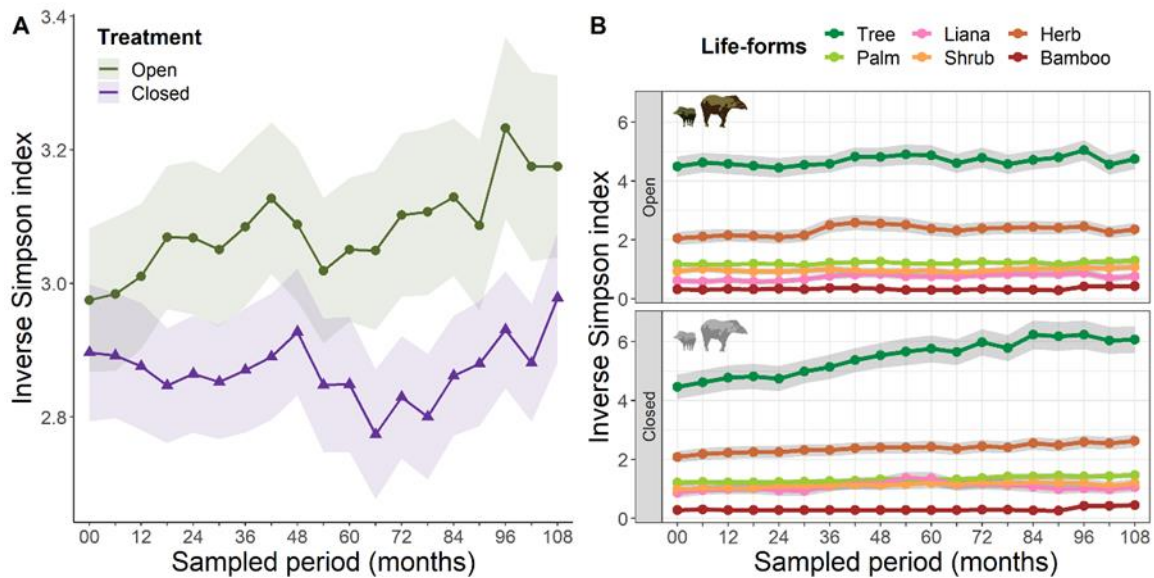 A
Treatment
Open
Closed
Inverse Simpson index
3.4
3.2
3.0
2.8
00 12 24 36 48 60 72 84 96 108
Sampled period (months)
B
Life-forms
Tree Liana Herb
Palm Shrub Bamboo
Inverse Simpson index
Open
6
4
2
0
Closed
6
4
2
0
00 12 24 36 48 60 72 84 96 108
Sampled period (months)